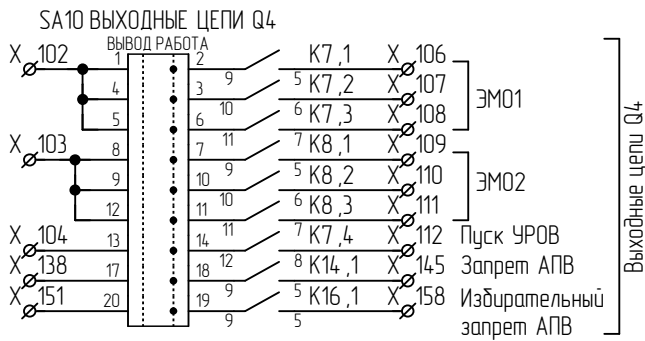 SA10 ВЫХОДНЫЕ ЦЕПИ Q4
ВЫВОД РАБОТА
X 102 1 2 9 5 K7,1 X 106
4 3 10 6 K7,2 X 107
5 6 11 7 K7,3 X 108
ЭМО1
X 103 8 7 9 5 K8,1 X 109
9 10 10 6 K8,2 X 110
12 11 11 7 K8,3 X 111
ЭМО2
X 104 13 14 12 8 K7,4 X 112 Пуск УРОВ
X 138 17 18 9 5 K14,1 X 145 Запрет АПВ
X 151 20 19 9 5 K16,1 X 158 Избирательный
запрет АПВ
Выходные цепи Q4